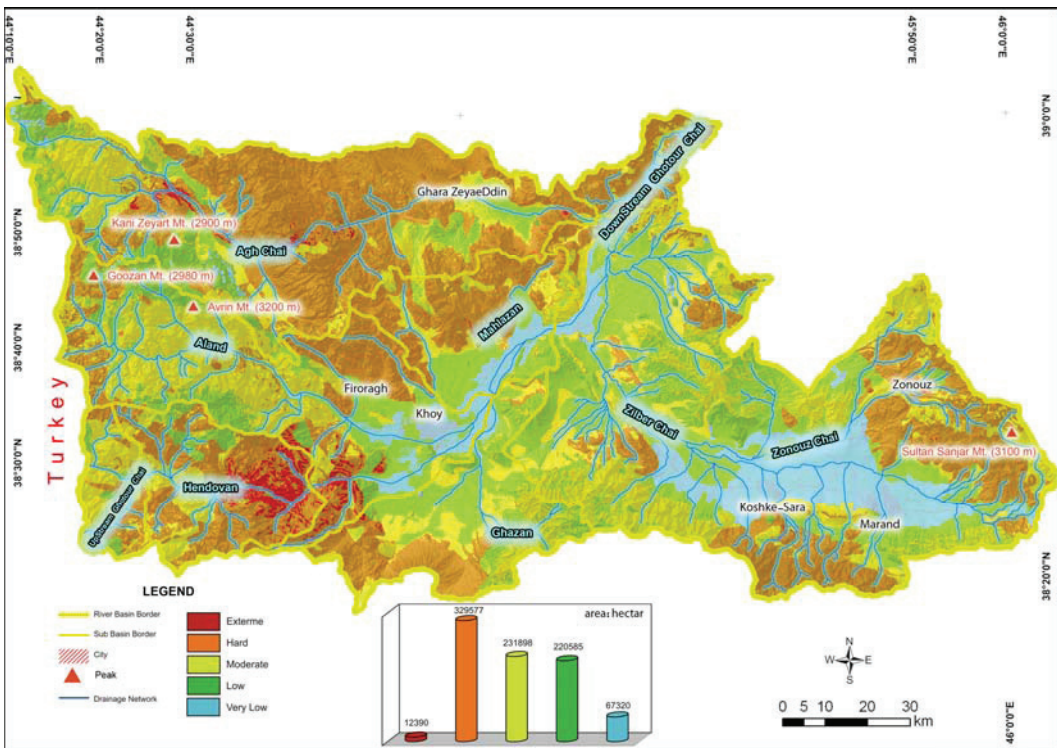 44°10'0"E
44°20'0"E
44°30'0"E
45°50'0"E
46°0'0"E
39°0'0"N
38°50'0"N
38°40'0"N
38°30'0"N
38°20'0"N
46°0'0"E
DownStream Ghotour Chai
Ghara ZeyaeDdin
Kani Zeyart Mt. (2900 m)
Agh Chai
Goozan Mt. (2980 m)
Avrin Mt. (3200 m)
Mahlazan
Aland
Turkey
Firoragh
Khoy
Zonouz
Zilber Chai
Zonouz Chai
Sultan Sanjar Mt. (3100 m)
Hendovan
UpStream Ghotour Chai
Koshke-Sara
Marand
Ghazan
LEGEND
River Basin Border
Sub Basin Border
City
Peak
Drainage Network
Exterme
Hard
Moderate
Low
Very Low
area: hectar
12390
329577
231898
220585
67320
N
W E
S
0 5 10 20 30
km